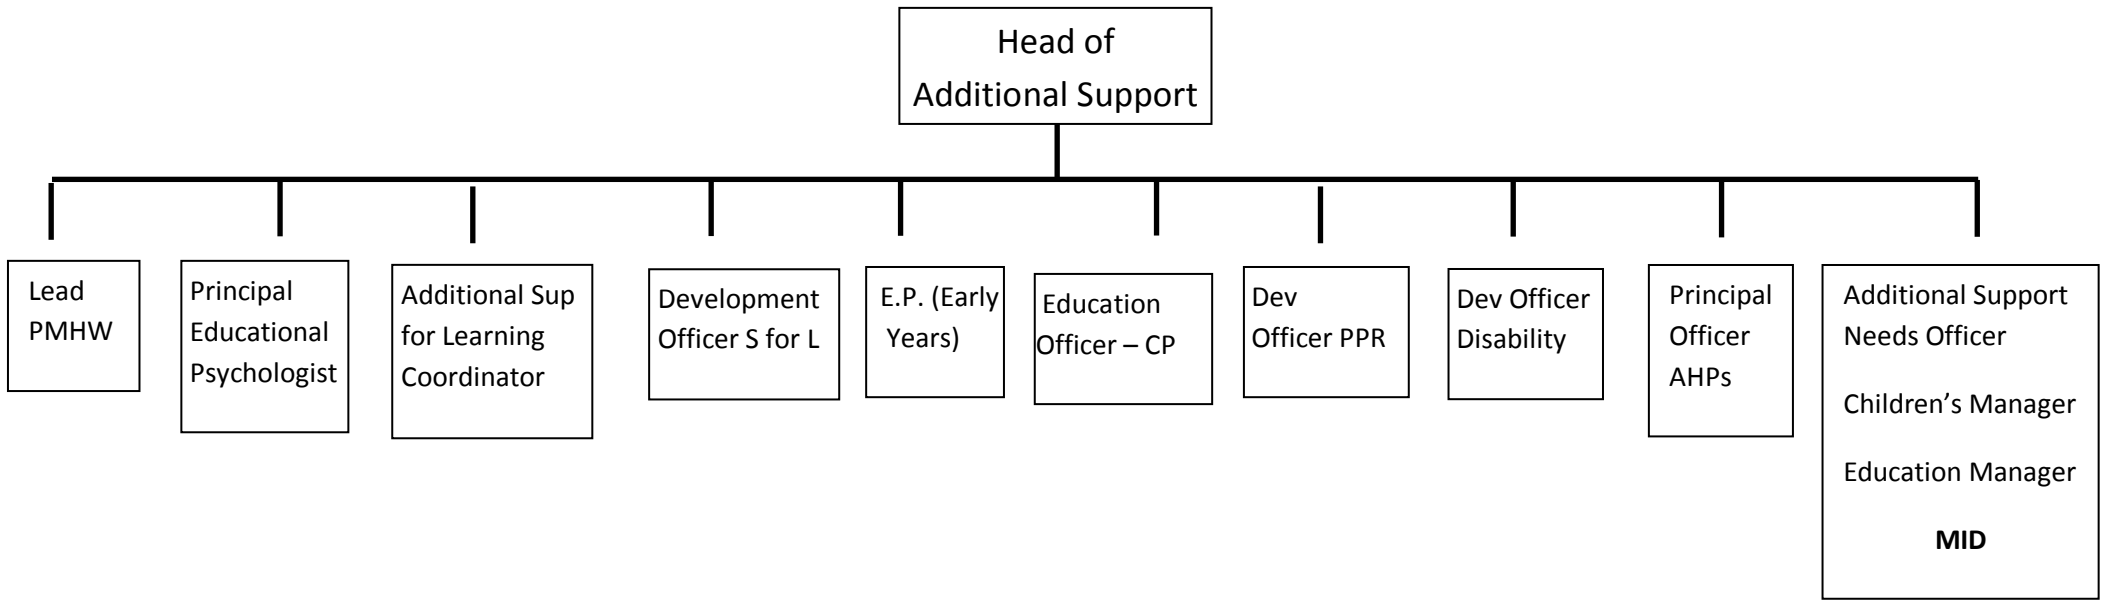 Head of
Additional Support
Lead
PMHW
Principal
Educational
Psychologist
Additional Sup
for Learning
Coordinator
Development
Officer S for L
E.P. (Early
Years)
Education
Officer – CP
Dev
Officer PPR
Dev Officer
Disability
Principal
Officer
AHPs
Additional Support
Needs Officer
Children’s Manager
Education Manager
MID